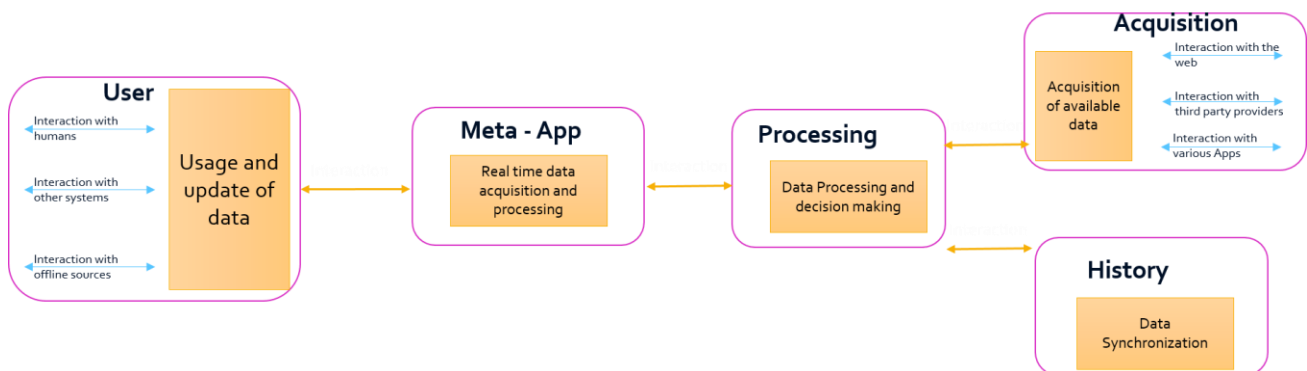 User
Interaction with
humans
Interaction with
other systems
Interaction with
offline sources
Usage and
update of
data
Meta - App
Real time data
acquisition and
processing
Processing
Data Processing and
decision making
Acquisition
Acquisition
of available
data
Interaction with the
web
Interaction with
third party providers
Interaction with
various Apps
History
Data
Synchronization